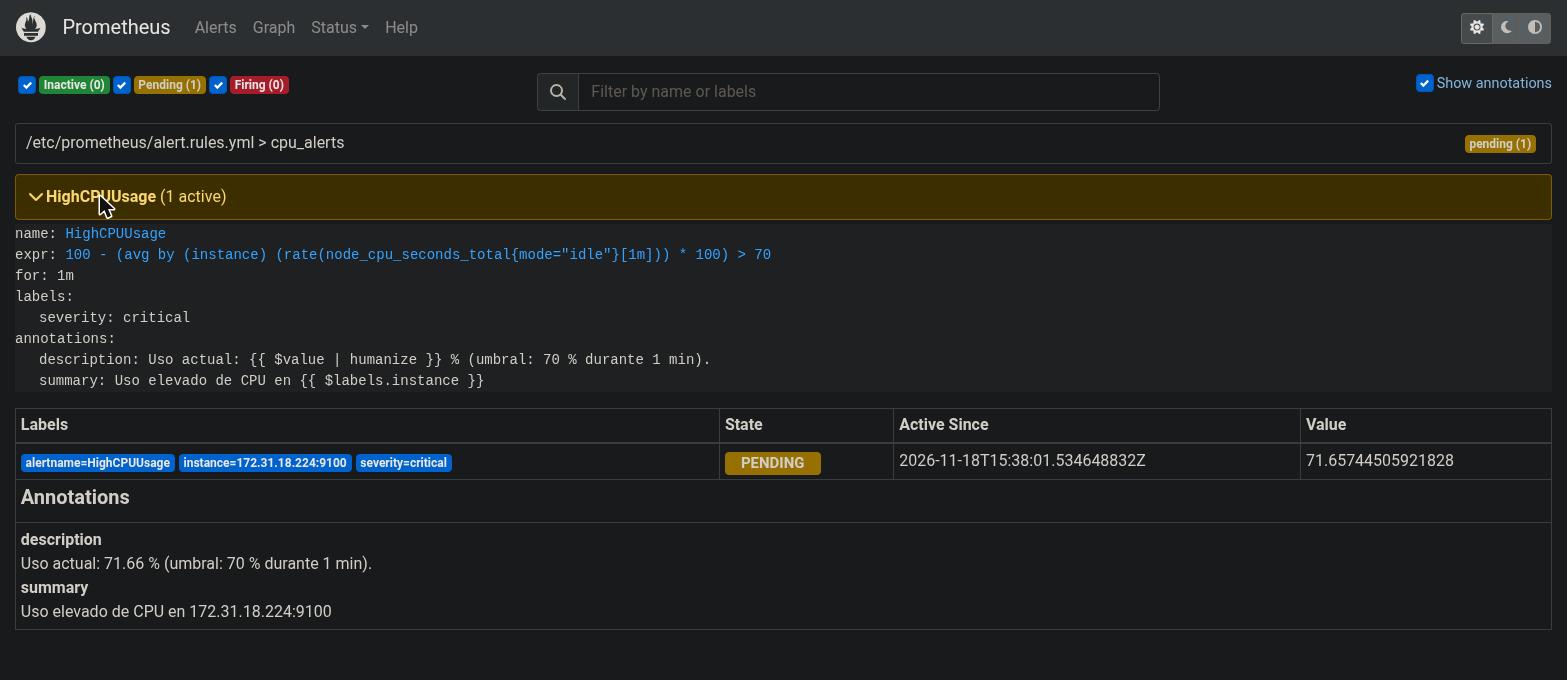 Prometheus Alerts Graph Status Help
Inactive (0) Pending (1) Firing (0) Filter by name or labels Show annotations
/etc/prometheus/alert.rules.yml > cpu_alerts pending (1)
HighCPUUsage (1 active)
name: HighCPUUsage
expr: 100 - (avg by (instance) (rate(node_cpu_seconds_total{mode="idle"}[1m])) * 100) > 70
for: 1m
labels:
severity: critical
annotations:
description: Uso actual: {{ $value | humanize }} % (umbral: 70 % durante 1 min).
summary: Uso elevado de CPU en {{ $labels.instance }}
Labels State Active Since Value
alertname=HighCPUUsage instance=172.31.18.224:9100 severity=critical PENDING 2026-11-18T15:38:01.534648832Z 71.65744505921828
Annotations
description
Uso actual: 71.66 % (umbral: 70 % durante 1 min).
summary
Uso elevado de CPU en 172.31.18.224:9100